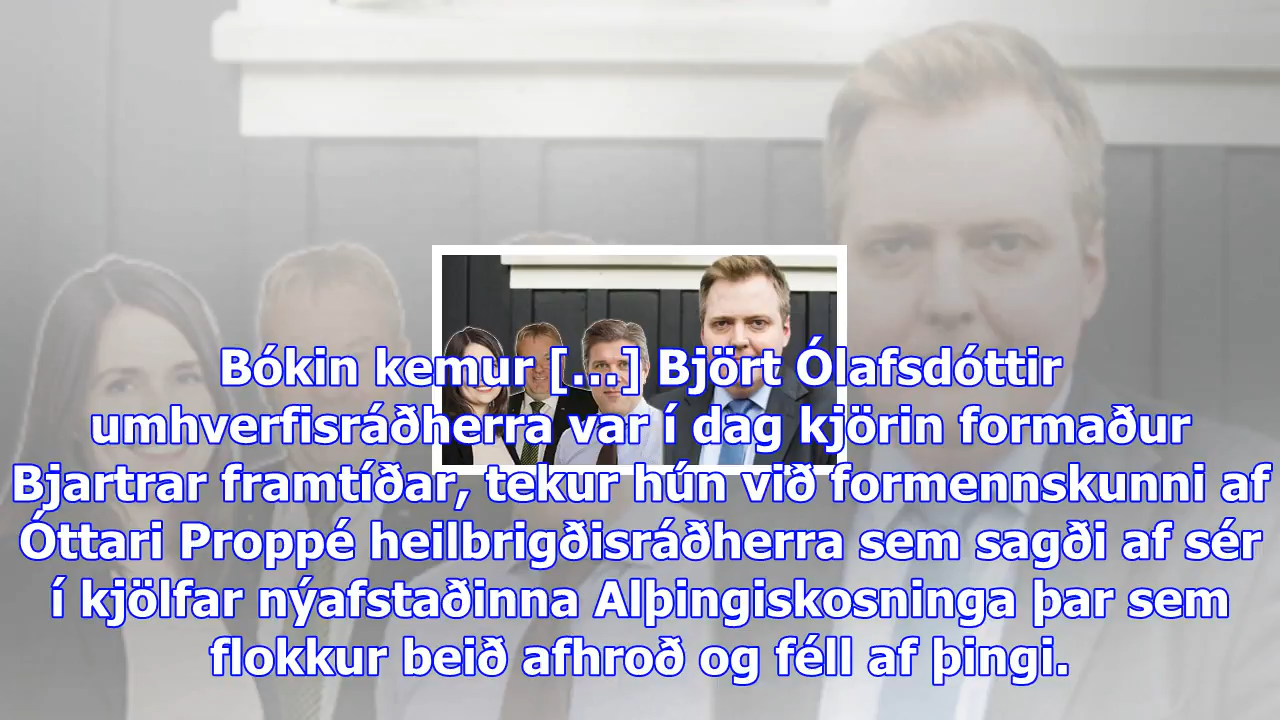 Bókin kemur [...] Björt Ólafsdóttir
umhverfisráðherra var í dag kjörin formaður
Bjartrar framtíðar, tekur hún við formennskunni af
Óttari Proppé heilbrigðisráðherra sem sagði af sér
í kjölfar nýafstaðinna Alþingiskosninga þar sem
flokkur beið afhroð og féll af þingi.